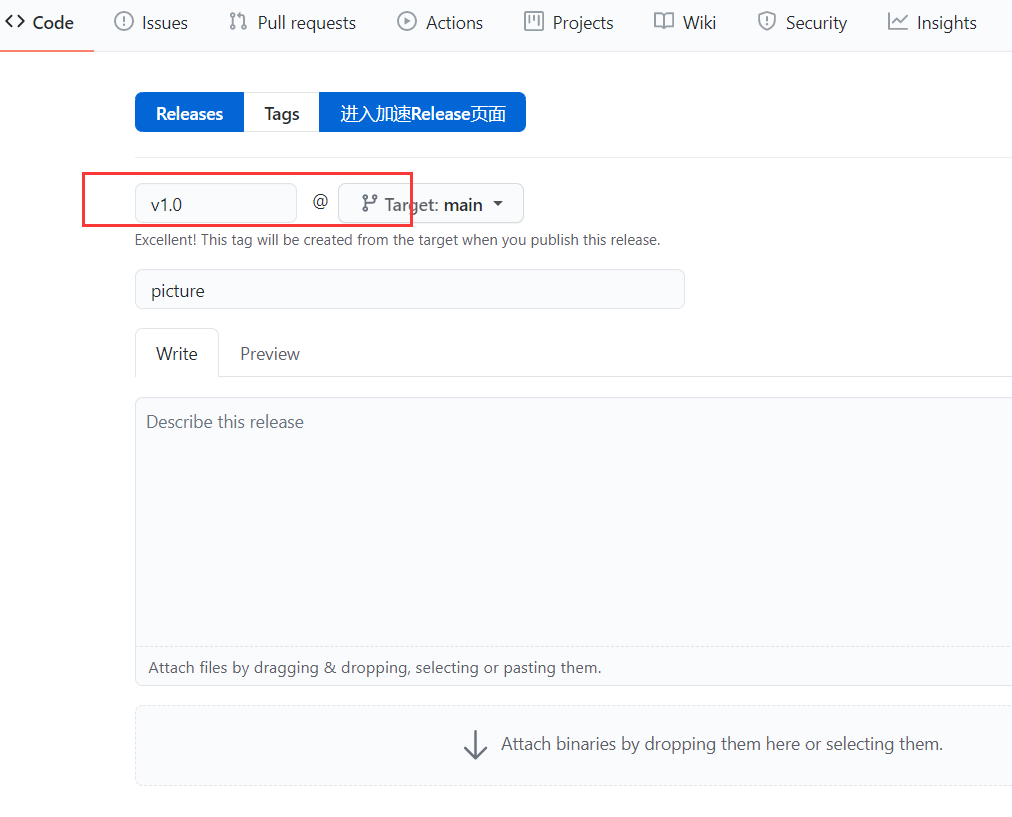 Code Issues Pull requests Actions Projects Wiki Security Insights
Releases Tags 进入加速Release页面
v1.0 @ Target: main
Excellent! This tag will be created from the target when you publish this release.
picture
Write Preview
Describe this release
Attach files by dragging & dropping, selecting or pasting them.
Attach binaries by dropping them here or selecting them.